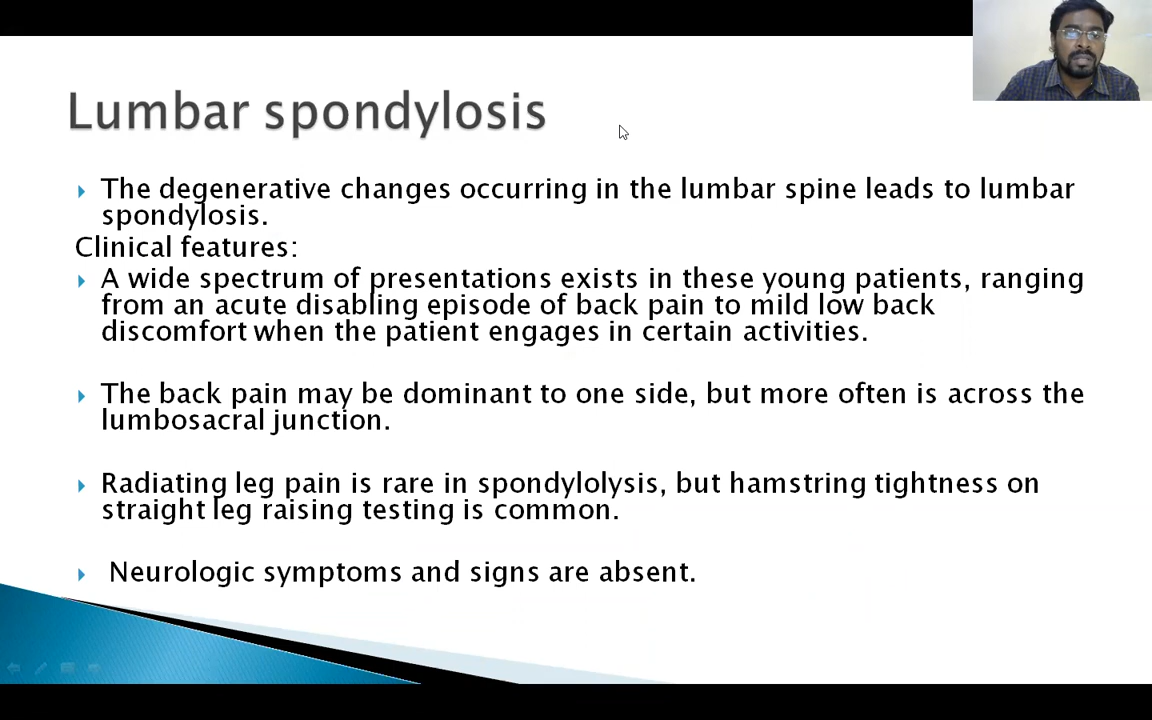 Lumbar spondylosis
The degenerative changes occurring in the lumbar spine leads to lumbar
spondylosis.
Clinical features:
A wide spectrum of presentations exists in these young patients, ranging
from an acute disabling episode of back pain to mild low back
discomfort when the patient engages in certain activities.
The back pain may be dominant to one side, but more often is across the
lumbosacral junction.
Radiating leg pain is rare in spondylolysis, but hamstring tightness on
straight leg raising testing is common.
Neurologic symptoms and signs are absent.